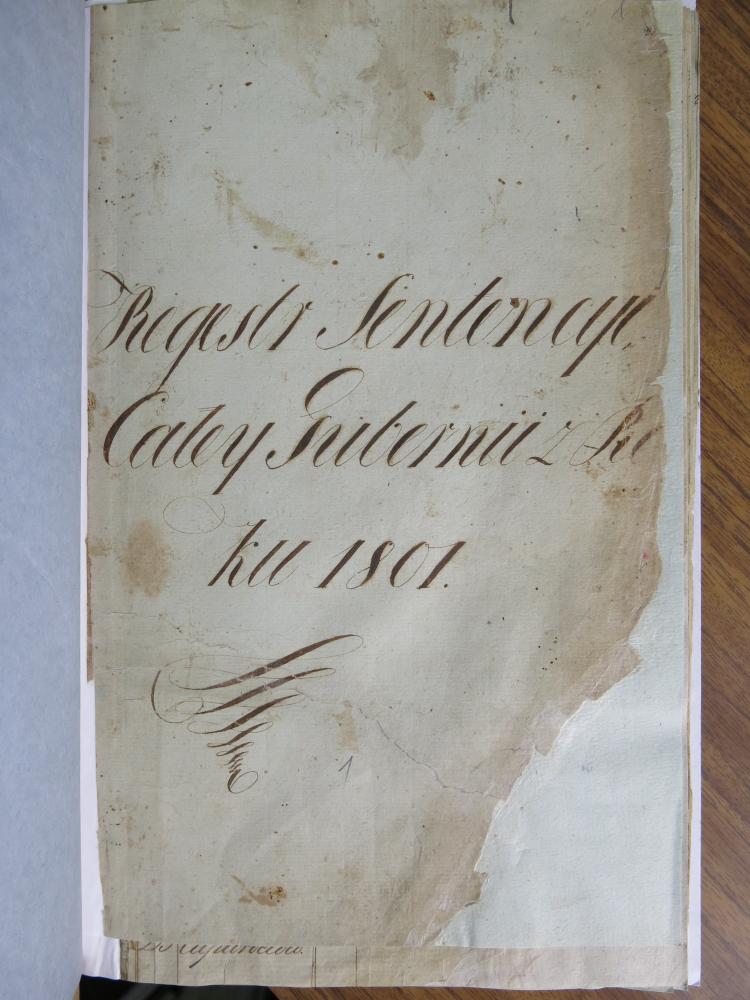 Regestr Sentencyi
Całey Gubernii z Ro
ku 1801.
1